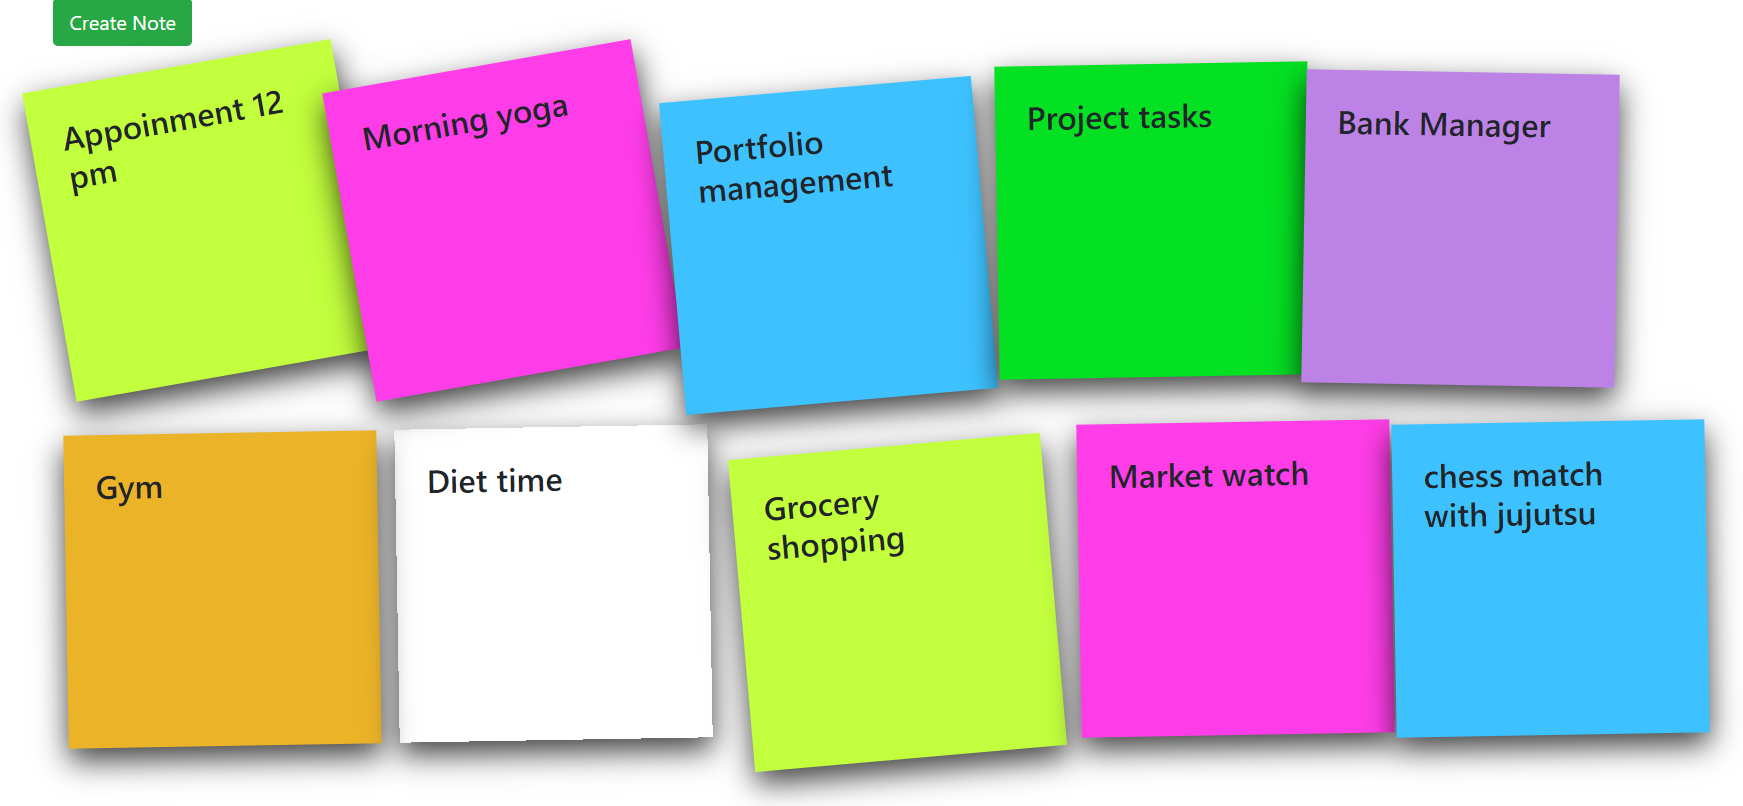 Create Note
Appoinment 12
pm
Morning yoga
Portfolio
management
Project tasks
Bank Manager
Gym
Diet time
Grocery
shopping
Market watch
chess match
with jujutsu